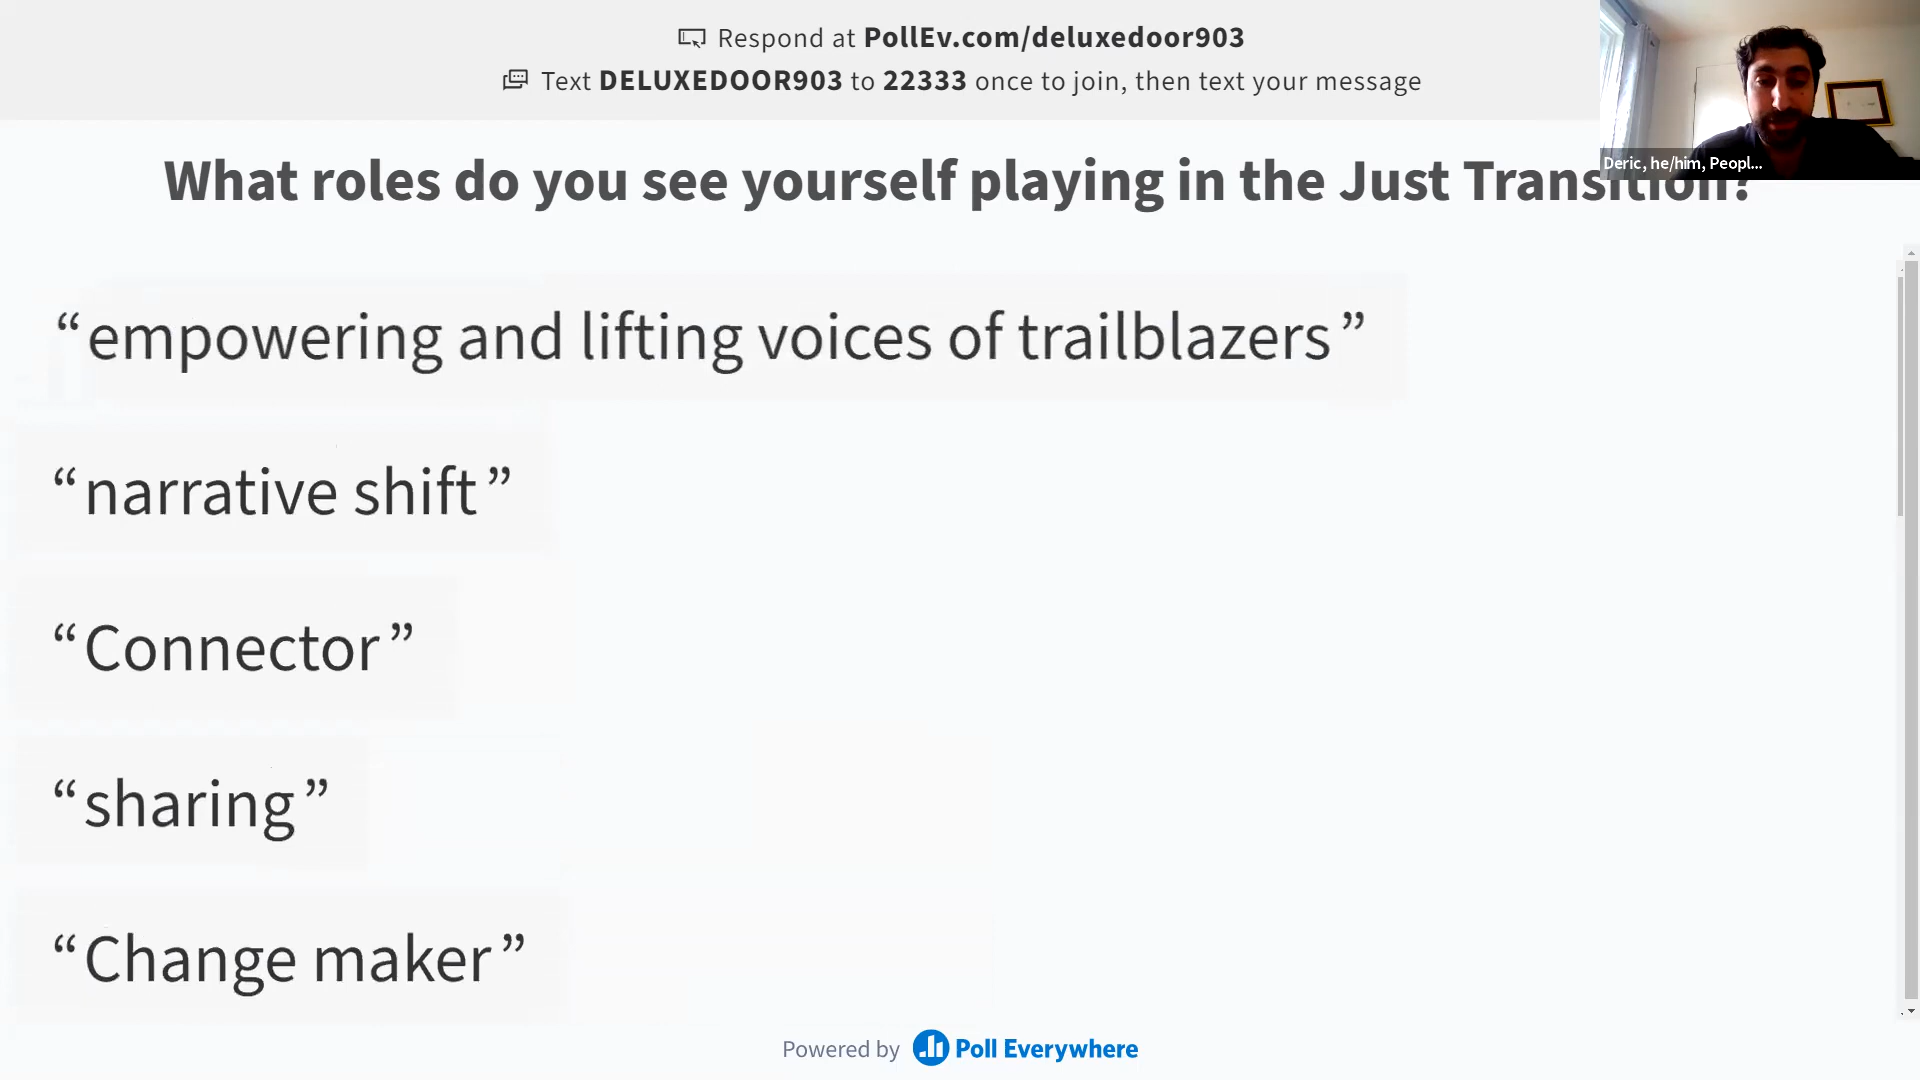 Respond at PollEv.com/deluxedoor903
Text DELUXEDOOR903 to 22333 once to join, then text your message
Deric, he/him, Peopl...
What roles do you see yourself playing in the Just Transition?
“empowering and lifting voices of trailblazers”
“narrative shift”
“Connector”
“sharing”
“Change maker”
Powered by Poll Everywhere